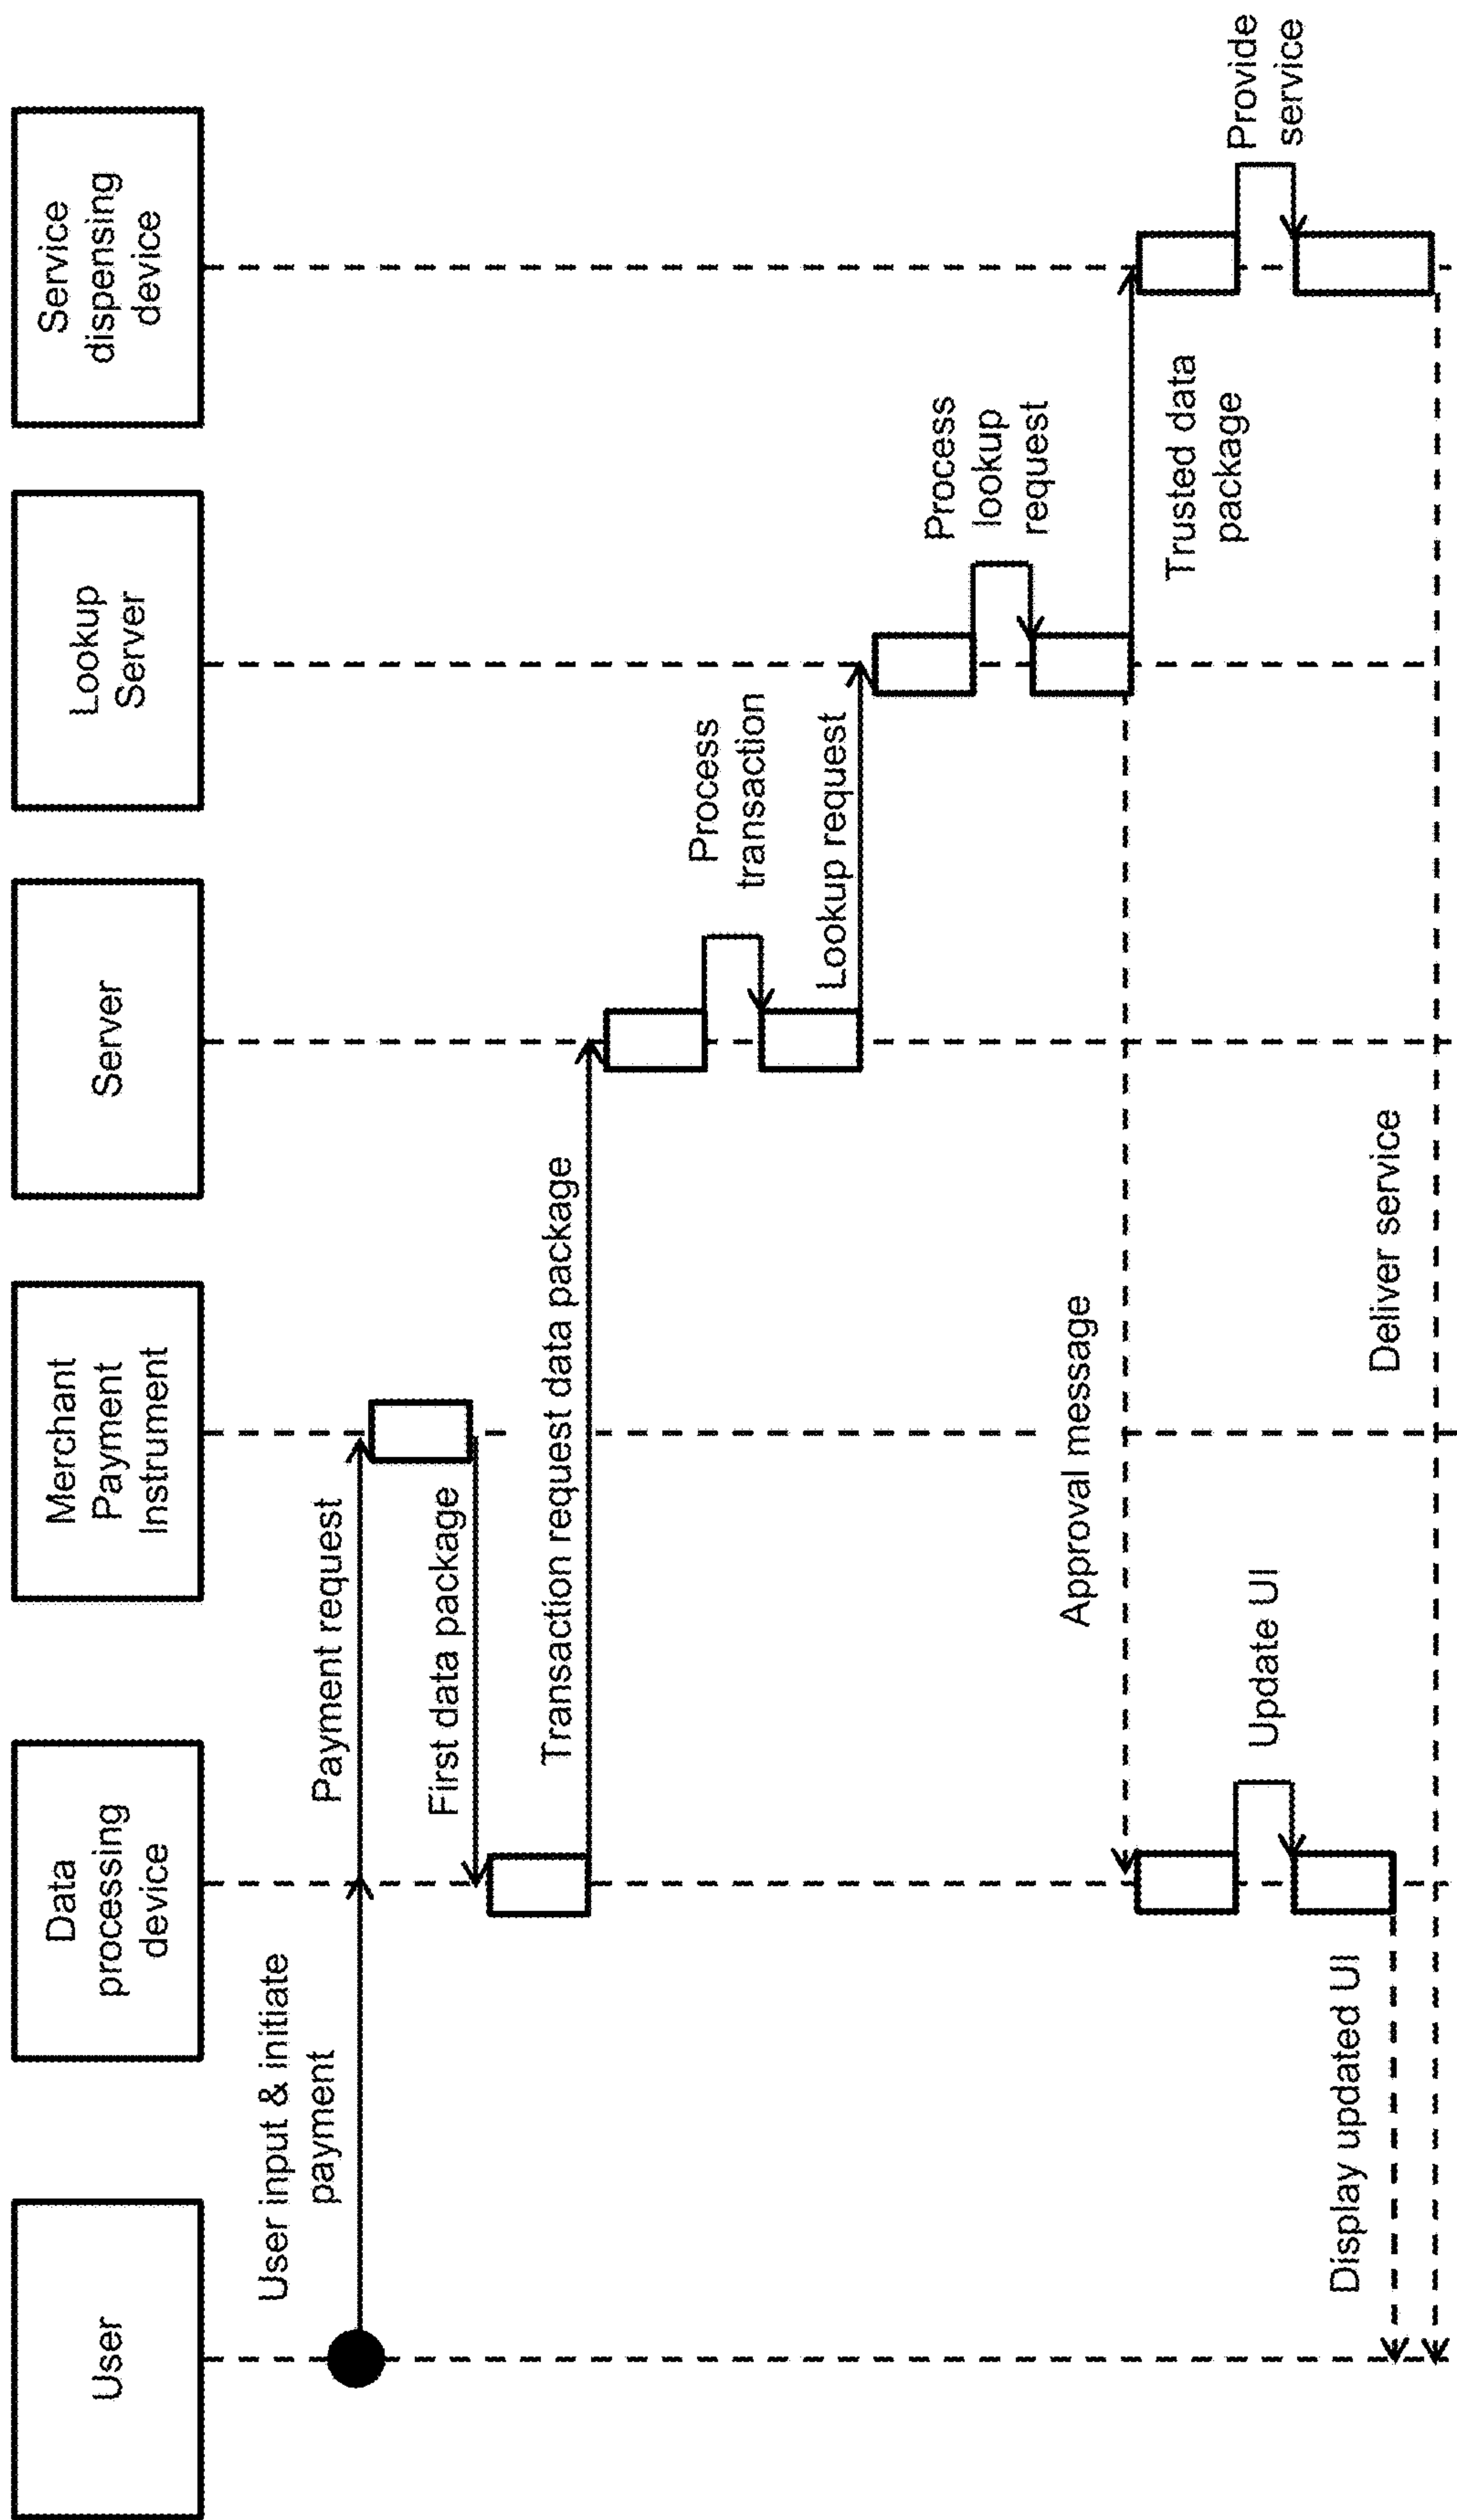 User
Data
processing
device
Merchant
Payment
Instrument
Server
Lookup
Server
Service
dispensing
device
User input & initiate
payment
Payment request
First data package
Transaction request data package
Process
transaction
Lookup request
Process
lookup
request
Approval message
Trusted data
package
Update UI
Provide
service
Display updated UI
Deliver service